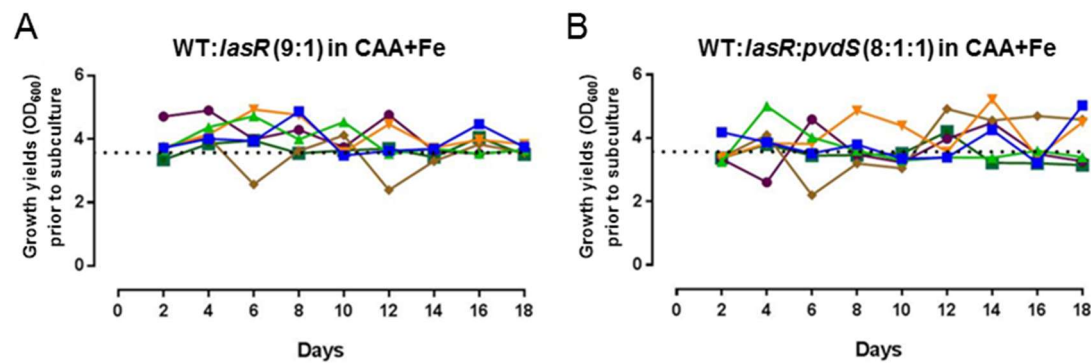 A
WT:lasR (9:1) in CAA+Fe
Growth yields (OD600)
prior to subculture
6
4
2
0
0 2 4 6 8 10 12 14 16 18
Days
B
WT:lasR:pvdS (8:1:1) in CAA+Fe
Growth yields (OD600)
prior to subculture
6
4
2
0
0 2 4 6 8 10 12 14 16 18
Days